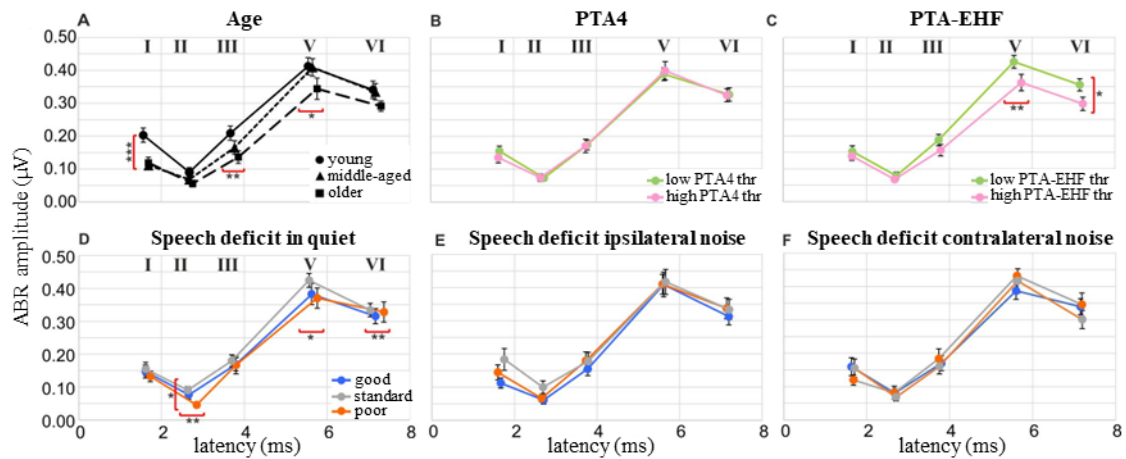 A Age
B PTA4
C PTA-EHF
ABR amplitude (µV)
0.50
0.40
0.30
0.20
0.10
0.00
I II III V VI
***
**
*
young
middle-aged
older
I II III V VI
low PTA4 thr
high PTA4 thr
I II III V VI
**
*
low PTA-EHF thr
high PTA-EHF thr
D Speech deficit in quiet
E Speech deficit ipsilateral noise
F Speech deficit contralateral noise
0.50
0.40
0.30
0.20
0.10
0.00
I II III V VI
*
**
*
**
good
standard
poor
0 2 4 6 8
latency (ms)
2 4 6 8
latency (ms)
0 2 4 6 8
latency (ms)